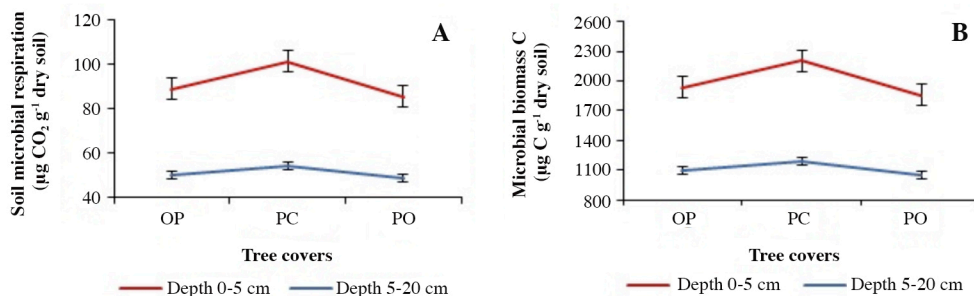 A
Soil microbial respiration
(µg CO₂ g⁻¹ dry soil)
120
100
80
60
40
OP PC PO
Tree covers
Depth 0-5 cm Depth 5-20 cm
B
Microbial biomass C
(µg C g⁻¹ dry soil)
2600
2300
2000
1700
1400
1100
800
OP PC PO
Tree covers
Depth 0-5 cm Depth 5-20 cm